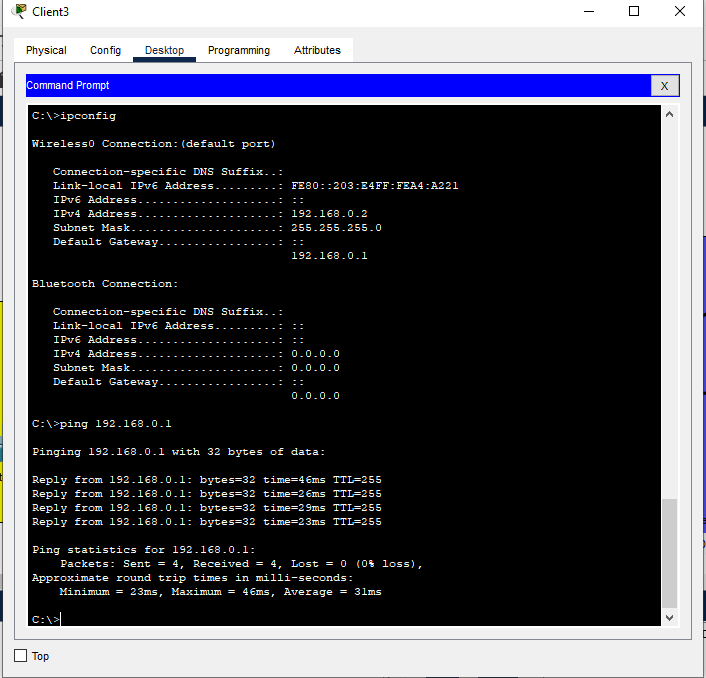 Client3
Physical Config Desktop Programming Attributes
Command Prompt X
C:\>ipconfig
Wireless0 Connection:(default port)
Connection-specific DNS Suffix..:
Link-local IPv6 Address.........: FE80::203:E4FF:FEA4:A221
IPv6 Address....................: ::
IPv4 Address....................: 192.168.0.2
Subnet Mask.....................: 255.255.255.0
Default Gateway.................: ::
192.168.0.1
Bluetooth Connection:
Connection-specific DNS Suffix..:
Link-local IPv6 Address.........: ::
IPv6 Address....................: ::
IPv4 Address....................: 0.0.0.0
Subnet Mask.....................: 0.0.0.0
Default Gateway.................: ::
0.0.0.0
C:\>ping 192.168.0.1
Pinging 192.168.0.1 with 32 bytes of data:
Reply from 192.168.0.1: bytes=32 time=46ms TTL=255
Reply from 192.168.0.1: bytes=32 time=26ms TTL=255
Reply from 192.168.0.1: bytes=32 time=29ms TTL=255
Reply from 192.168.0.1: bytes=32 time=23ms TTL=255
Ping statistics for 192.168.0.1:
Packets: Sent = 4, Received = 4, Lost = 0 (0% loss),
Approximate round trip times in milli-seconds:
Minimum = 23ms, Maximum = 46ms, Average = 31ms
C:\>
Top